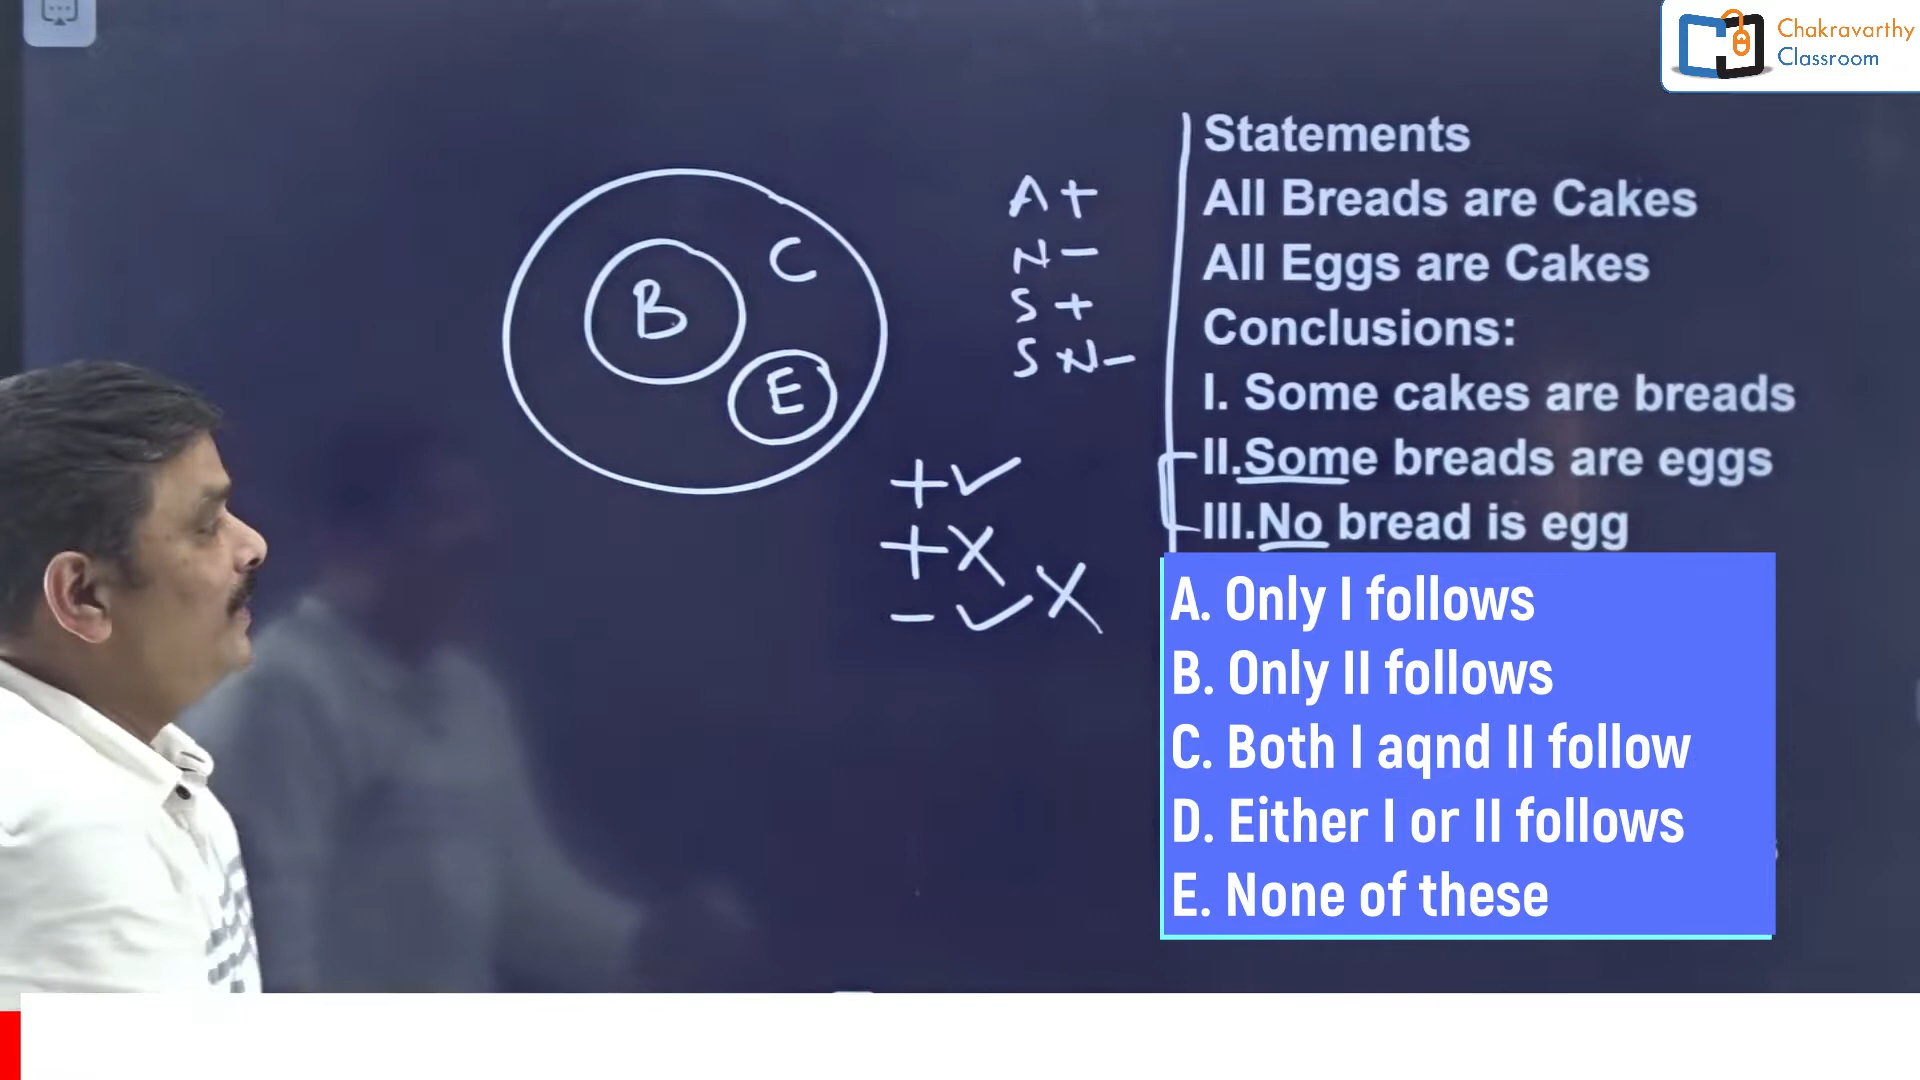 Chakravarthy
Classroom
B
C
E
A +
N -
S +
S N -
+ ✓
+ X
- ✓ X
Statements
All Breads are Cakes
All Eggs are Cakes
Conclusions:
I. Some cakes are breads
II.Some breads are eggs
III.No bread is egg
A. Only I follows
B. Only II follows
C. Both I aqnd II follow
D. Either I or II follows
E. None of these